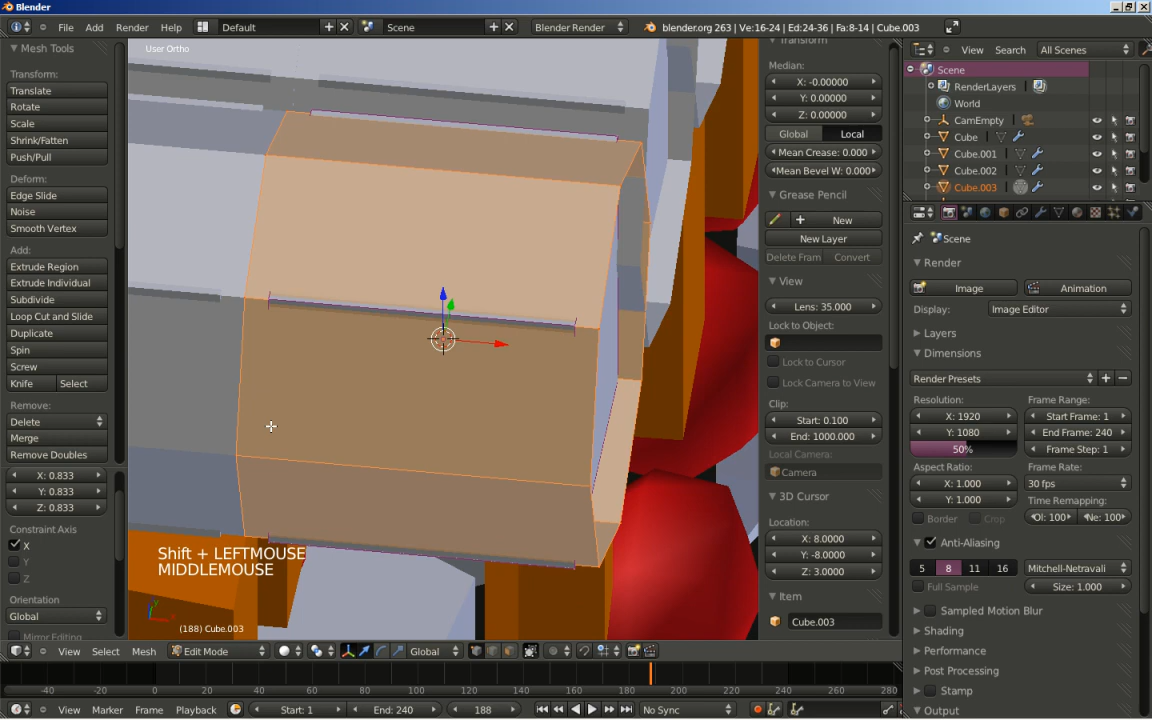 Blender
File Add Render Help Default Scene Blender Render blender.org 263 | Ve:16-24 | Ed:24-36 | Fa:8-14 | Cube.003
Mesh Tools
Transform:
Translate
Rotate
Scale
Shrink/Fatten
Push/Pull
Deform:
Edge Slide
Noise
Smooth Vertex
Add:
Extrude Region
Extrude Individual
Subdivide
Loop Cut and Slide
Duplicate
Spin
Screw
Knife Select
Remove:
Delete
Merge
Remove Doubles
X: 0.833
Y: 0.833
Z: 0.833
Constraint Axis
X
Y
Z
Orientation
Global
Mirror Editing
User Ortho
Shift + LEFTMOUSE
MIDDLEMOUSE
(188) Cube.003
Transform
Median:
X: -0.00000
Y: 0.00000
Z: 0.00000
Global Local
Mean Crease: 0.000
Mean Bevel W: 0.000
Grease Pencil
New
New Layer
Delete Fram Convert
View
Lens: 35.000
Lock to Object:
Lock to Cursor
Lock Camera to View
Clip:
Start: 0.100
End: 1000.000
Local Camera:
Camera
3D Cursor
Location:
X: 8.0000
Y: -8.0000
Z: 3.0000
Item
Cube.003
View Search All Scenes
Scene
RenderLayers
World
CamEmpty
Cube
Cube.001
Cube.002
Cube.003
Scene
Render
Image Animation
Display: Image Editor
Layers
Dimensions
Render Presets
Resolution: Frame Range:
X: 1920 Start Frame: 1
Y: 1080 End Frame: 240
50% Frame Step: 1
Aspect Ratio: Frame Rate:
X: 1.000 30 fps
Y: 1.000 Time Remapping:
Border Crop Ol: 100 Ne: 100
Anti-Aliasing
5 8 11 16 Mitchell-Netravali
Full Sample Size: 1.000
Sampled Motion Blur
Shading
Performance
Post Processing
Stamp
Output
View Select Mesh Edit Mode Global
-40 -20 0 20 40 60 80 100 120 140 160 180 200 220 240 260 280
View Marker Frame Playback Start: 1 End: 240 188 No Sync